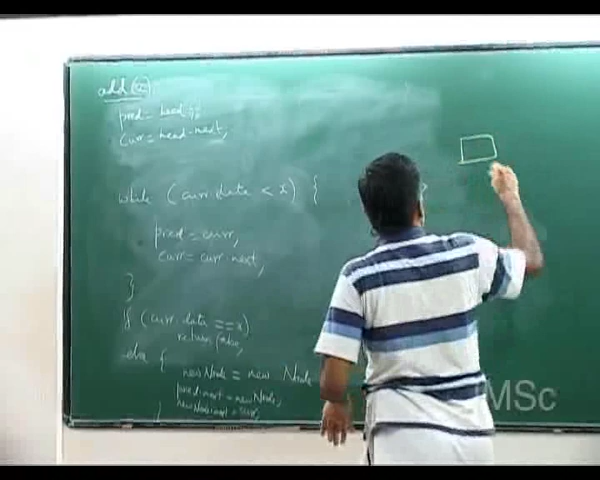 add(x)
pred = head;
curr = head.next;
while (curr.data < x) {
}
pred = curr;
curr = curr.next;
}
if (curr.data == x)
return false;
else {
newNode = new Node
pred.next = newNode;
newNode.next = curr;
}
MSc